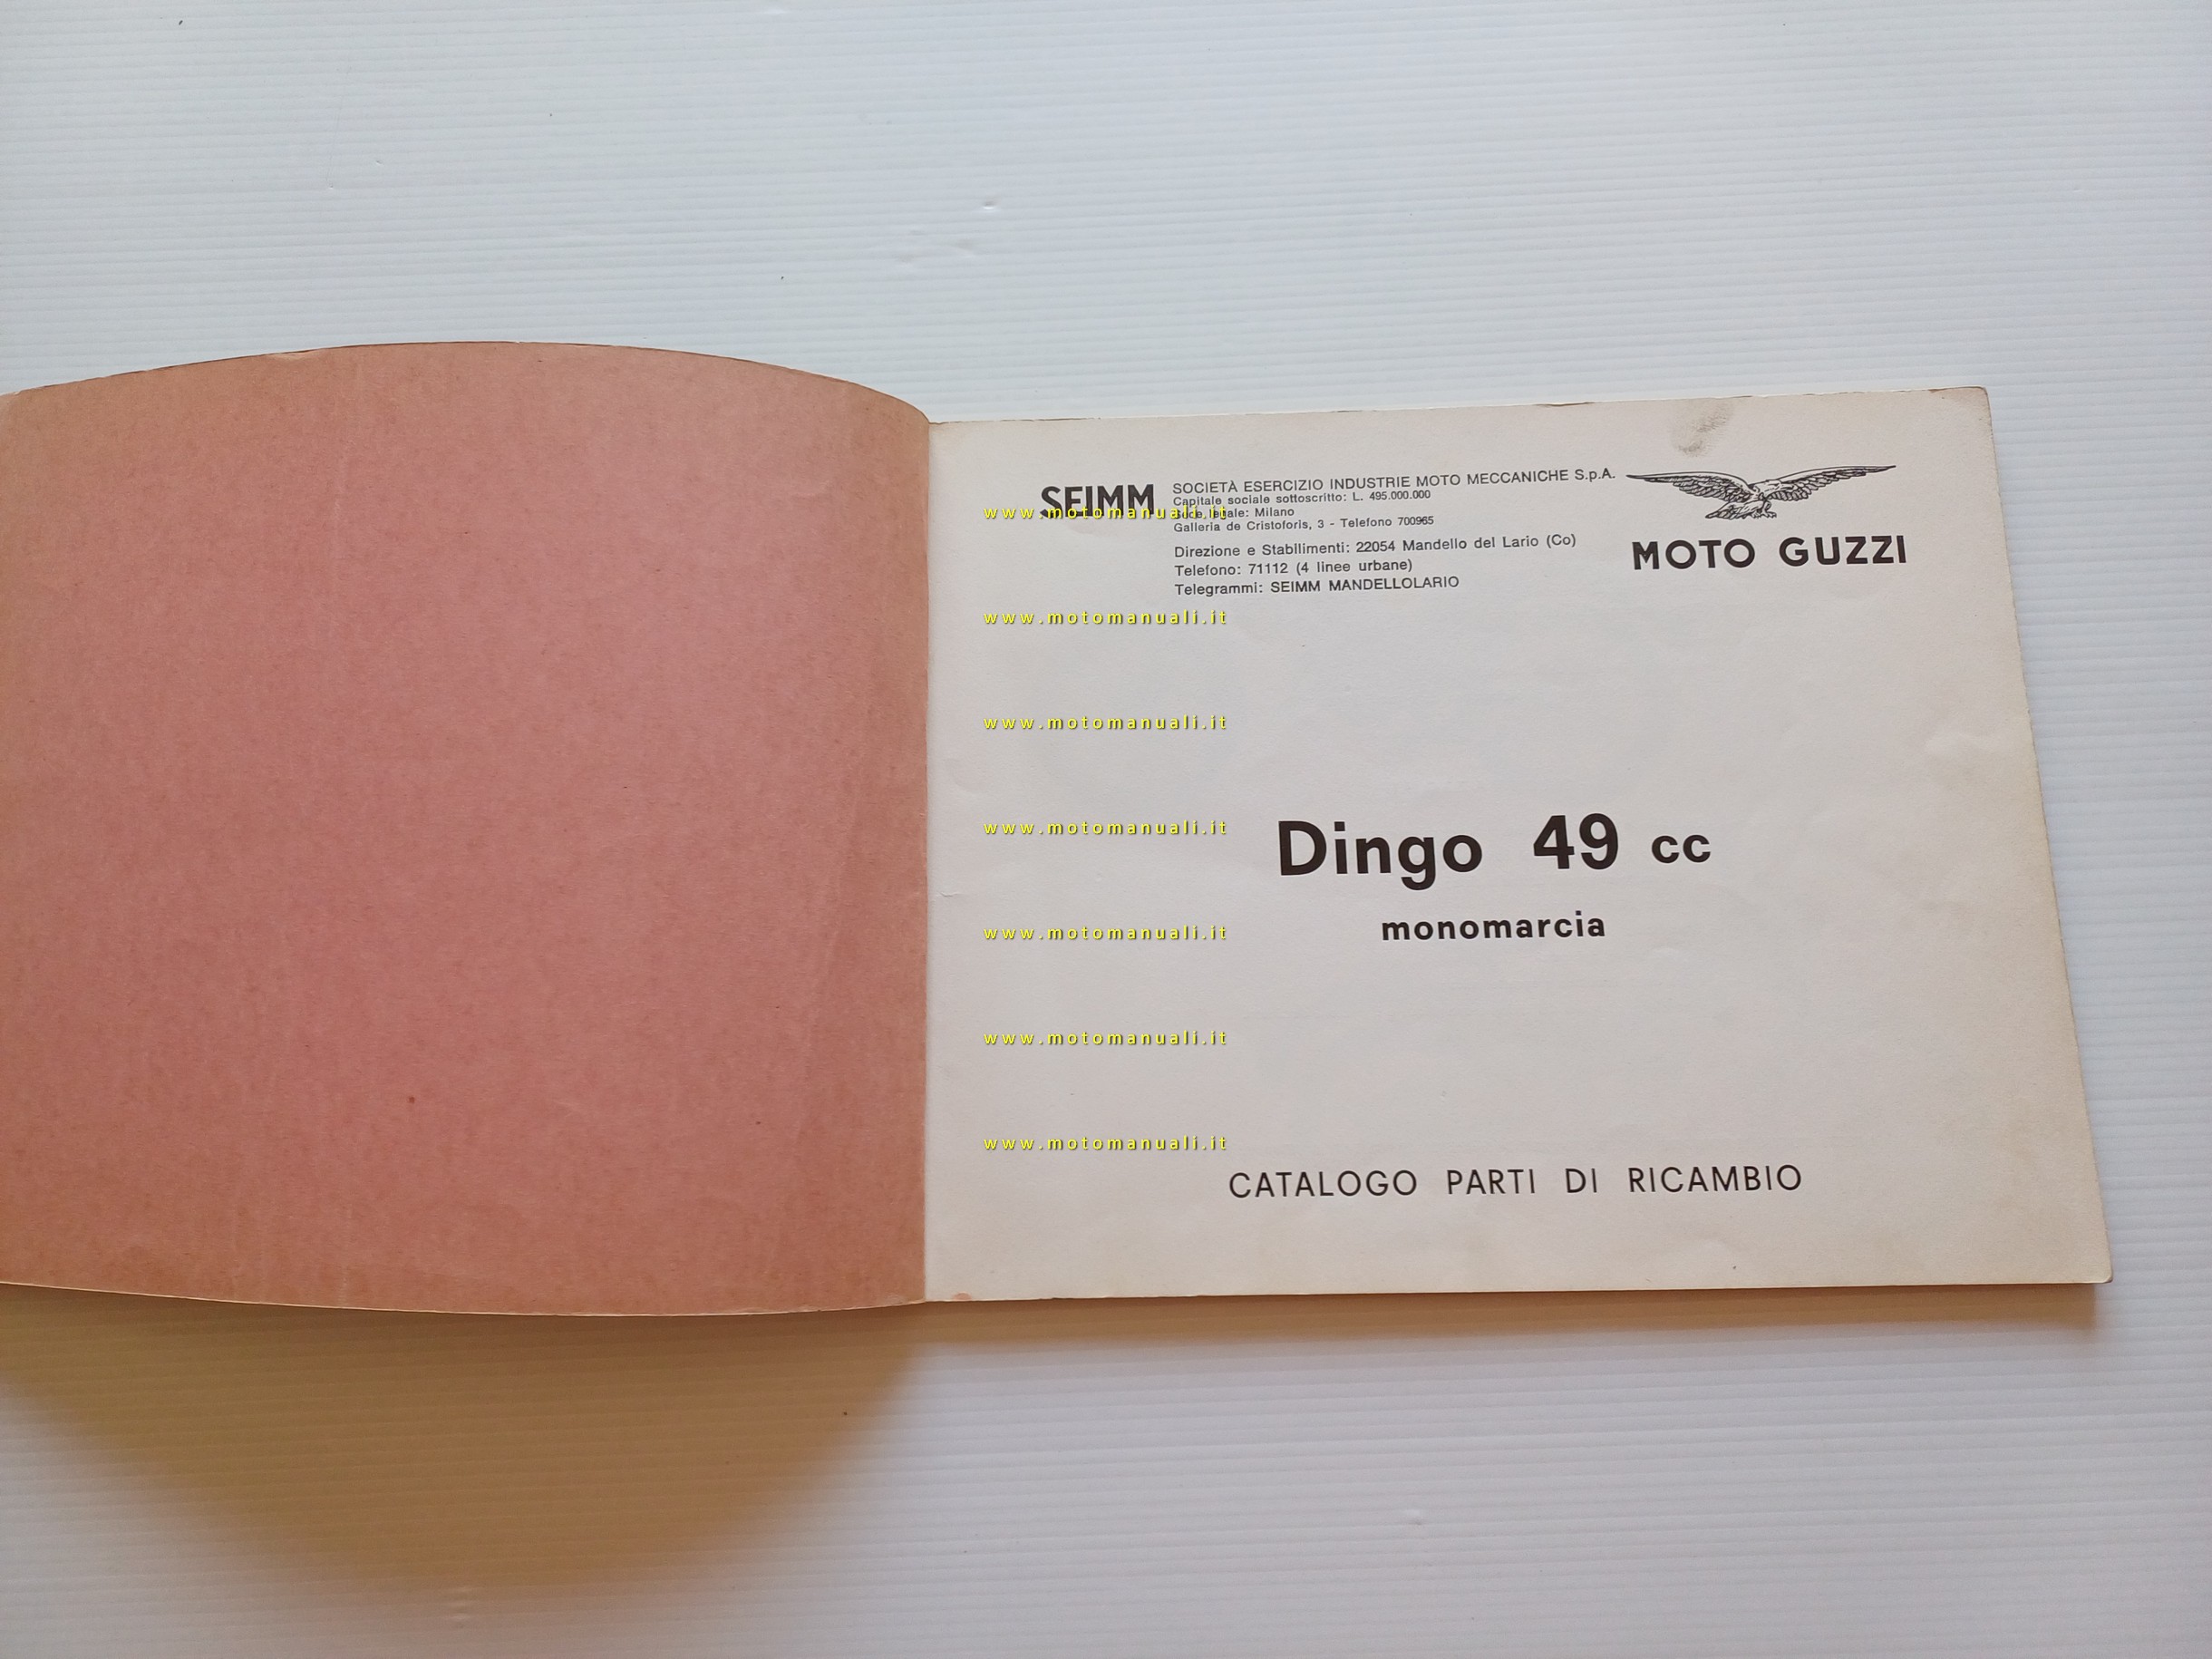 SEIMM
SOCIETÀ ESERCIZIO INDUSTRIE MOTO MECCANICHE S.p.A.
Capitale sociale sottoscritto: L. 495.000.000
Sede legale: Milano
Galleria de Cristoforis, 3 - Telefono 700965
Direzione e Stabilimenti: 22054 Mandello del Lario (Co)
Telefono: 71112 (4 linee urbane)
Telegrammi: SEIMM MANDELLOLARIO
MOTO GUZZI
www.motomanuali.it
www.motomanuali.it
www.motomanuali.it
www.motomanuali.it
Dingo 49 cc
www.motomanuali.it
monomarcia
www.motomanuali.it
www.motomanuali.it
CATALOGO PARTI DI RICAMBIO